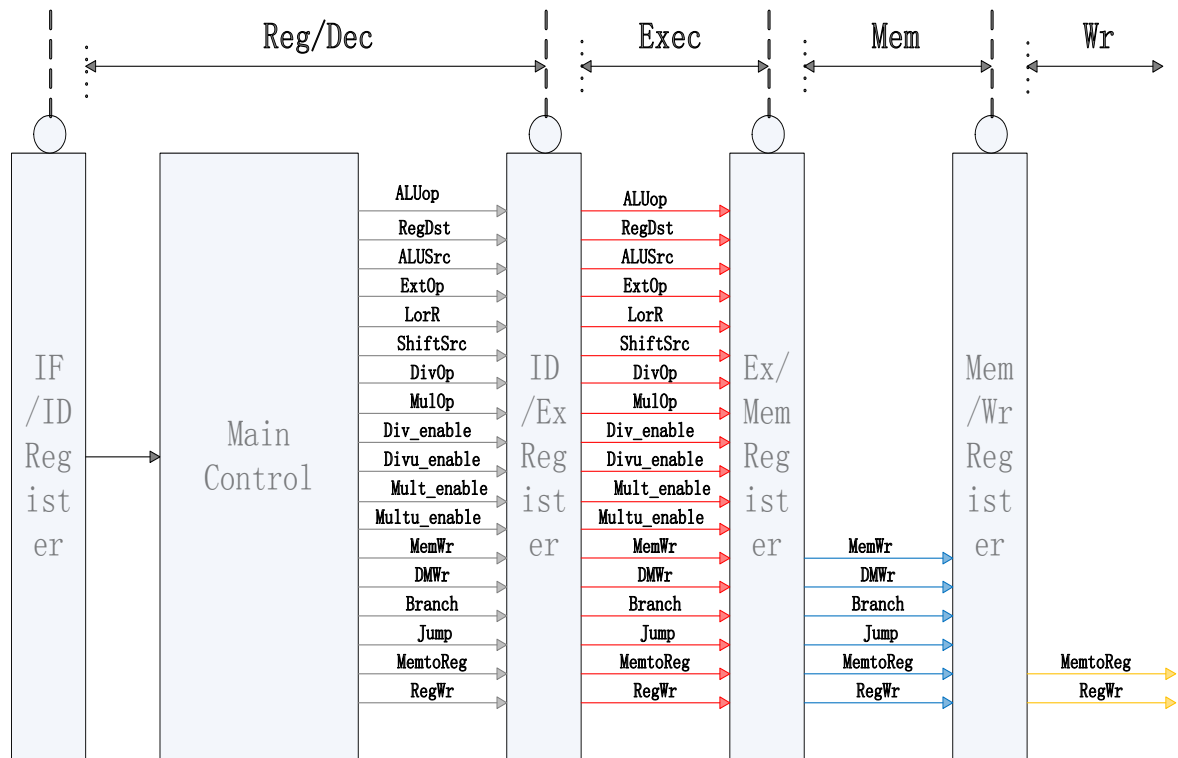 Reg/Dec
Exec
Mem
Wr
IF
/ID
Reg
ist
er
Main
Control
ALUop
RegDst
ALUSrc
ExtOp
LorR
ShiftSrc
DivOp
MulOp
Div_enable
Divu_enable
Mult_enable
Multu_enable
MemWr
DMWr
Branch
Jump
MemtoReg
RegWr
ID
/Ex
Reg
ist
er
ALUop
RegDst
ALUSrc
ExtOp
LorR
ShiftSrc
DivOp
MulOp
Div_enable
Divu_enable
Mult_enable
Multu_enable
MemWr
DMWr
Branch
Jump
MemtoReg
RegWr
Ex/
Mem
Reg
ist
er
MemWr
DMWr
Branch
Jump
MemtoReg
RegWr
Mem
/Wr
Reg
ist
er
MemtoReg
RegWr